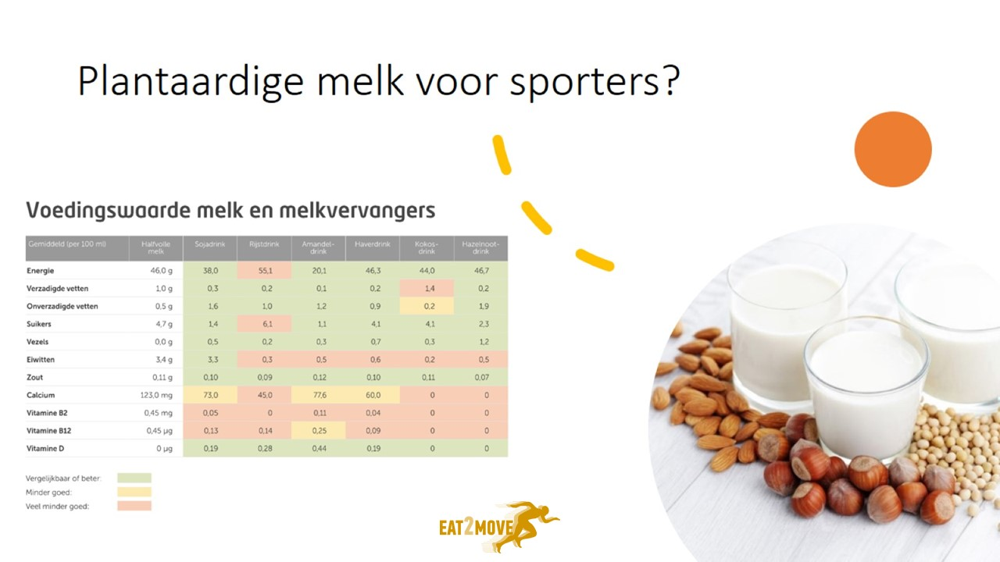 Plantaardige melk voor sporters?
Voedingswaarde melk en melkvervangers
Gemiddeld (per 100 ml) Halfvolle melk Sojadrink Rijstdrink Amandel-drink Haverdrink Kokos-drink Hazelnoot-drink
Energie 46,0 g 38,0 55,1 20,1 46,3 44,0 46,7
Verzadigde vetten 1,0 g 0,3 0,2 0,1 0,2 1,4 0,2
Onverzadigde vetten 0,5 g 1,6 1,0 1,2 0,9 0,2 1,9
Suikers 4,7 g 1,4 6,1 1,1 4,1 4,1 2,3
Vezels 0,0 g 0,5 0,2 0,3 0,7 0,3 1,2
Eiwitten 3,4 g 3,3 0,3 0,5 0,6 0,2 0,5
Zout 0,11 g 0,10 0,09 0,12 0,10 0,11 0,07
Calcium 123,0 mg 73,0 45,0 77,6 60,0 0 0
Vitamine B2 0,45 mg 0,05 0 0,11 0,04 0 0
Vitamine B12 0,45 µg 0,13 0,14 0,25 0,09 0 0
Vitamine D 0 µg 0,19 0,28 0,44 0,19 0 0
Vergelijkbaar of beter:
Minder goed:
Veel minder goed:
EAT2MOVE